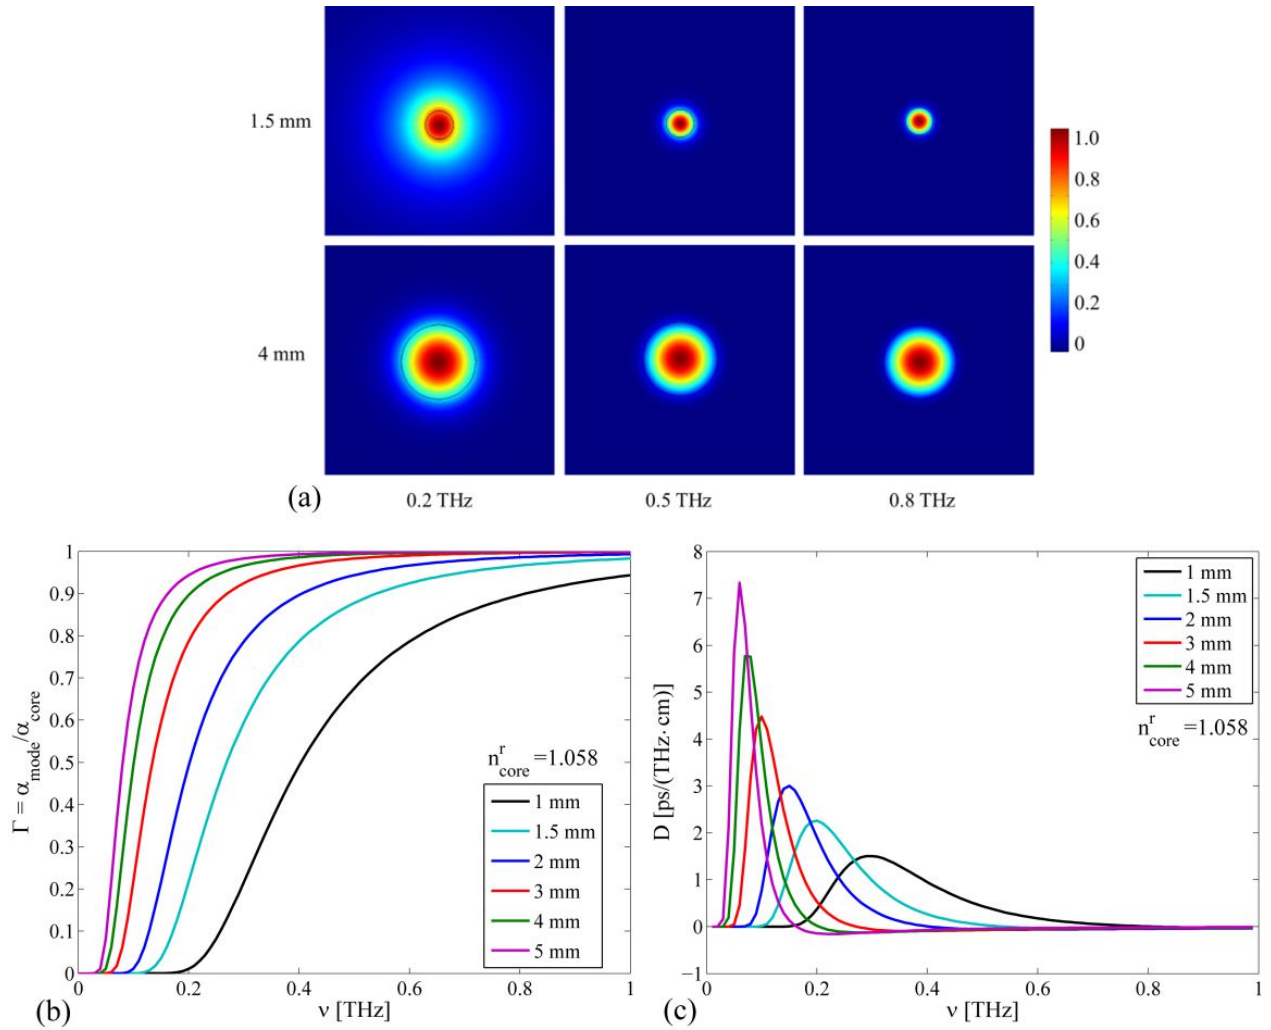 1.5 mm
1.0
0.8
0.6
0.4
0.2
0
4 mm
(a)
0.2 THz
0.5 THz
0.8 THz
1
0.9
0.8
0.7
0.6
0.5
0.4
0.3
0.2
0.1
0
Γ = α_mode/α_core
n^r_core =1.058
1 mm
1.5 mm
2 mm
3 mm
4 mm
5 mm
0 0.2 0.4 0.6 0.8 1
(b)
ν [THz]
8
7
6
5
4
3
2
1
0
−1
D [ps/(THz·cm)]
1 mm
1.5 mm
2 mm
3 mm
4 mm
5 mm
n^r_core =1.058
0 0.2 0.4 0.6 0.8 1
(c)
ν [THz]